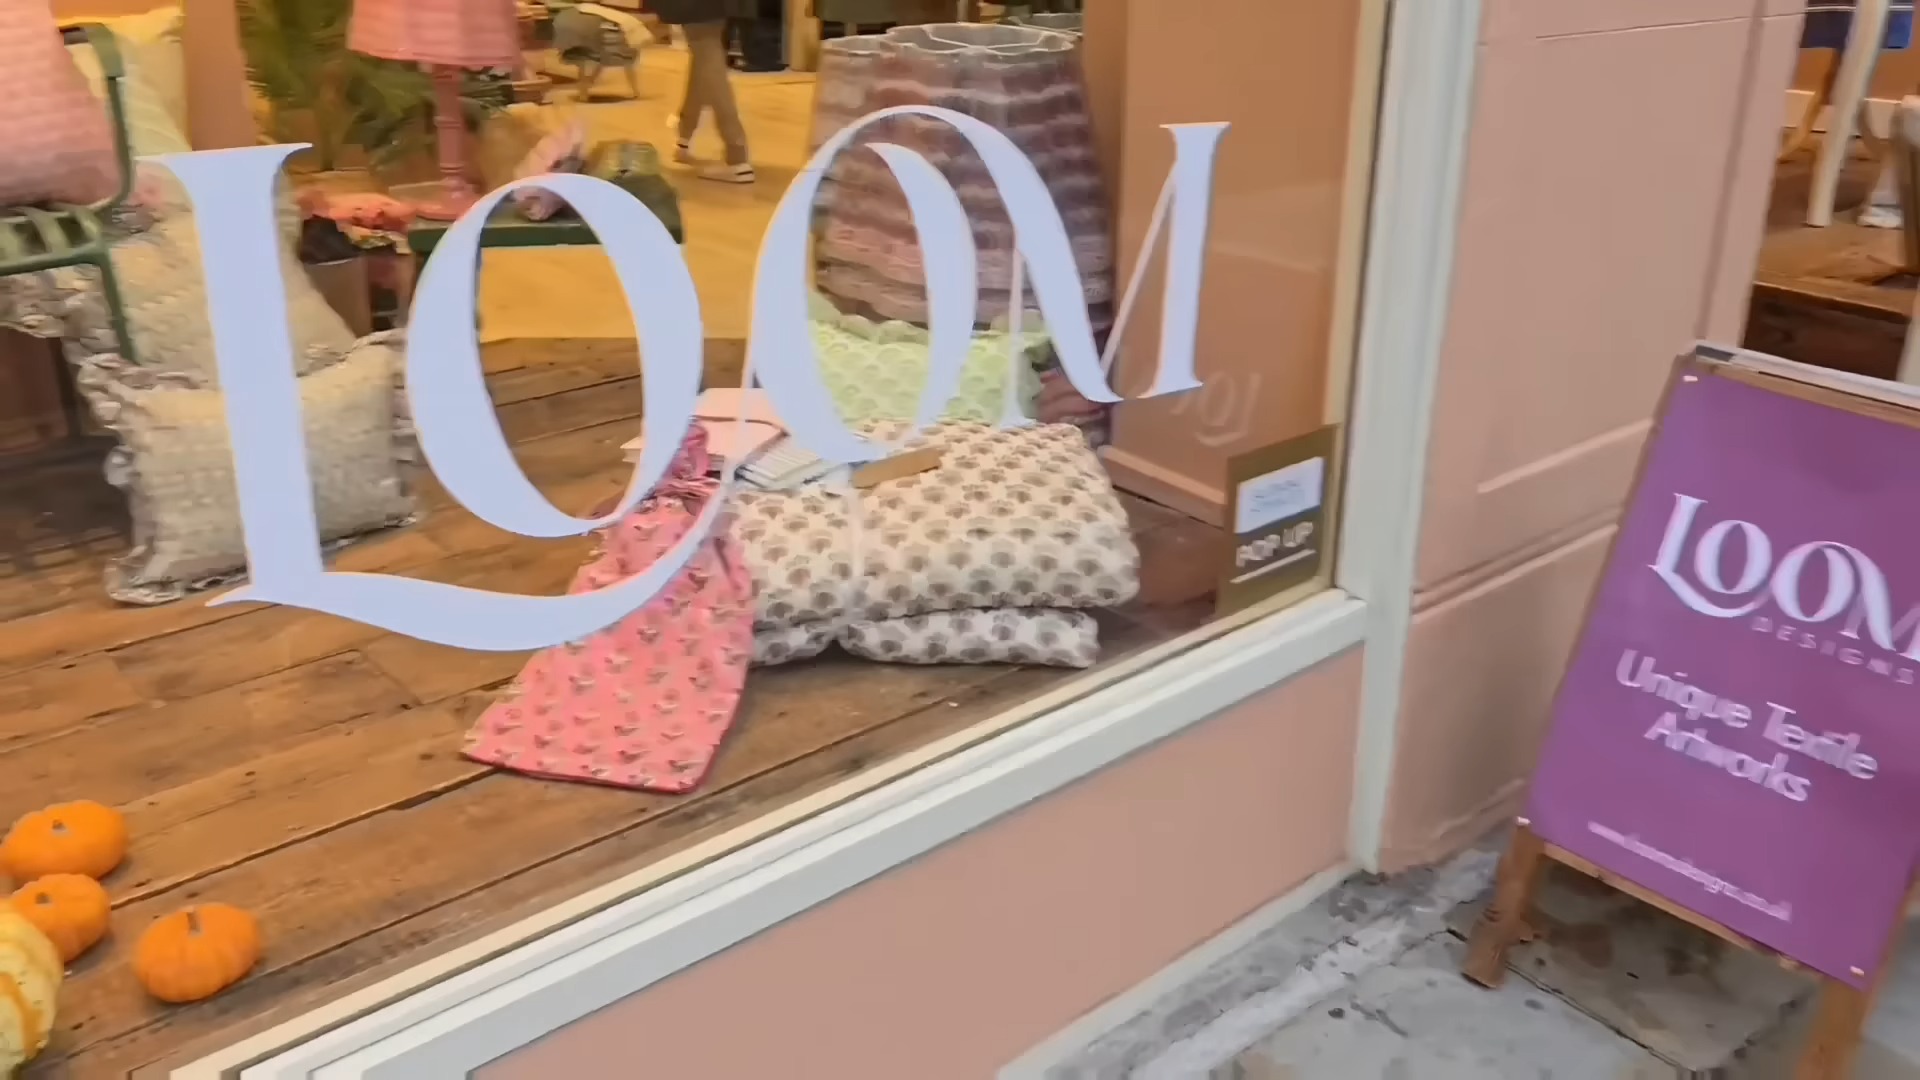 LOOM
POP UP
LOOM
DESIGNS
Unique Textile
Artworks